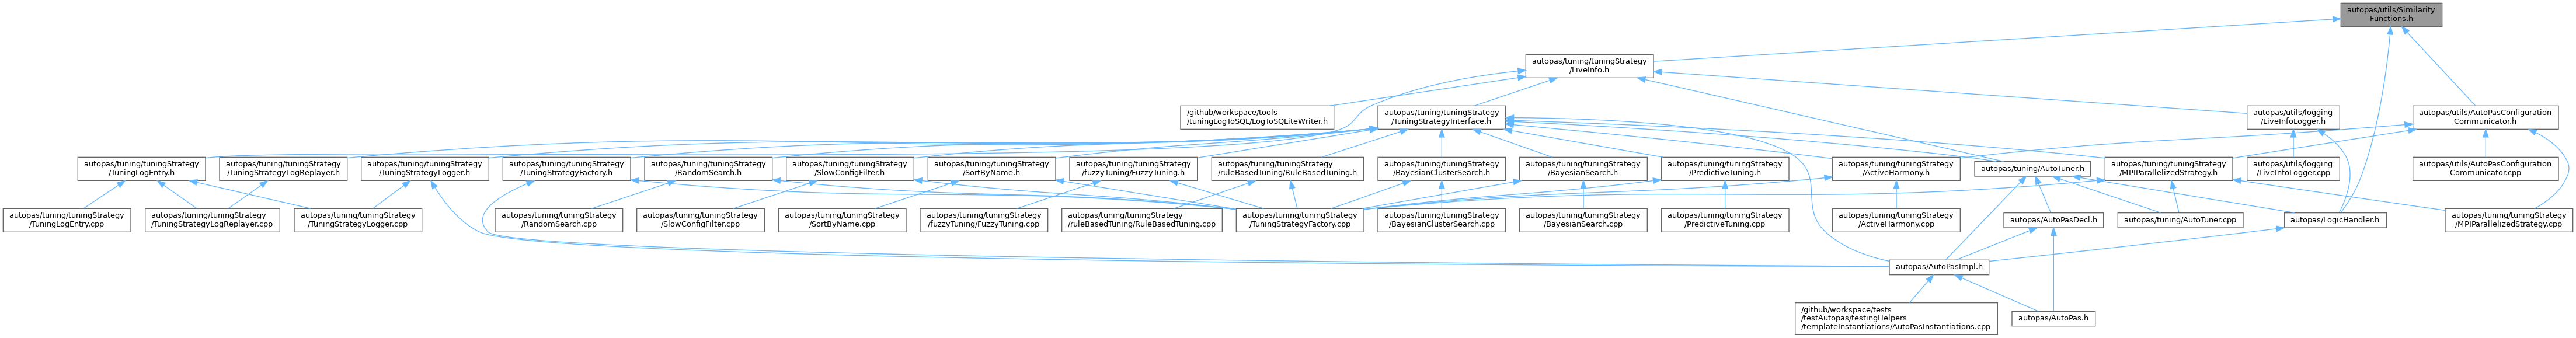 autopas/utils/Similarity
Functions.h
autopas/tuning/tuningStrategy
/LiveInfo.h
/github/workspace/tools
/tuningLogToSQL/LogToSQLiteWriter.h
autopas/tuning/tuningStrategy
/TuningStrategyInterface.h
autopas/utils/logging
/LiveInfoLogger.h
autopas/utils/AutoPasConfiguration
Communicator.h
autopas/tuning/tuningStrategy
/TuningLogEntry.h
autopas/tuning/tuningStrategy
/TuningStrategyLogReplayer.h
autopas/tuning/tuningStrategy
/TuningStrategyLogger.h
autopas/tuning/tuningStrategy
/TuningStrategyFactory.h
autopas/tuning/tuningStrategy
/RandomSearch.h
autopas/tuning/tuningStrategy
/SlowConfigFilter.h
autopas/tuning/tuningStrategy
/SortByName.h
autopas/tuning/tuningStrategy
/fuzzyTuning/FuzzyTuning.h
autopas/tuning/tuningStrategy
/ruleBasedTuning/RuleBasedTuning.h
autopas/tuning/tuningStrategy
/BayesianClusterSearch.h
autopas/tuning/tuningStrategy
/BayesianSearch.h
autopas/tuning/tuningStrategy
/PredictiveTuning.h
autopas/tuning/tuningStrategy
/ActiveHarmony.h
autopas/tuning/AutoTuner.h
autopas/tuning/tuningStrategy
/MPIParallelizedStrategy.h
autopas/utils/logging
/LiveInfoLogger.cpp
autopas/utils/AutoPasConfiguration
Communicator.cpp
autopas/tuning/tuningStrategy
/TuningLogEntry.cpp
autopas/tuning/tuningStrategy
/TuningStrategyLogReplayer.cpp
autopas/tuning/tuningStrategy
/TuningStrategyLogger.cpp
autopas/tuning/tuningStrategy
/RandomSearch.cpp
autopas/tuning/tuningStrategy
/SlowConfigFilter.cpp
autopas/tuning/tuningStrategy
/SortByName.cpp
autopas/tuning/tuningStrategy
/fuzzyTuning/FuzzyTuning.cpp
autopas/tuning/tuningStrategy
/ruleBasedTuning/RuleBasedTuning.cpp
autopas/tuning/tuningStrategy
/TuningStrategyFactory.cpp
autopas/tuning/tuningStrategy
/BayesianClusterSearch.cpp
autopas/tuning/tuningStrategy
/BayesianSearch.cpp
autopas/tuning/tuningStrategy
/PredictiveTuning.cpp
autopas/tuning/tuningStrategy
/ActiveHarmony.cpp
autopas/AutoPasDecl.h
autopas/tuning/AutoTuner.cpp
autopas/LogicHandler.h
autopas/tuning/tuningStrategy
/MPIParallelizedStrategy.cpp
autopas/AutoPasImpl.h
/github/workspace/tests
/testAutopas/testingHelpers
/templateInstantiations/AutoPasInstantiations.cpp
autopas/AutoPas.h